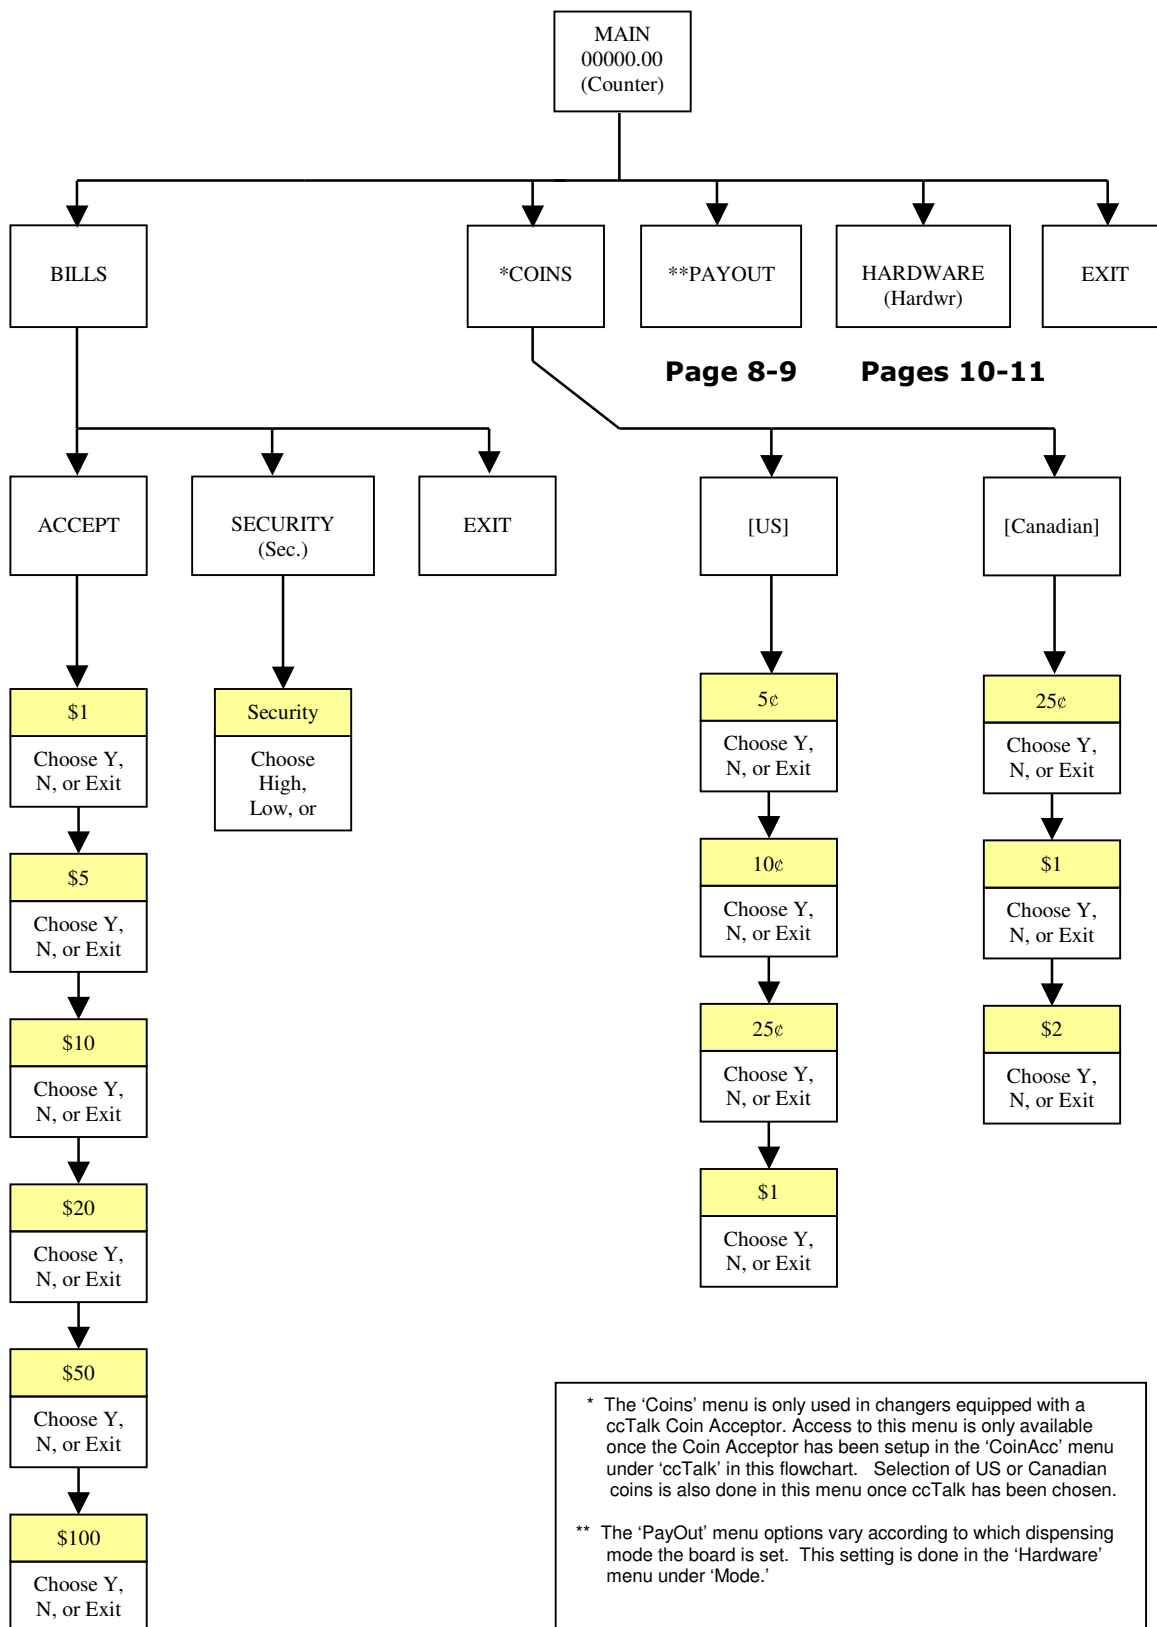 MAIN
00000.00
(Counter)
BILLS
*COINS
**PAYOUT
HARDWARE
(Hardwr)
EXIT
Page 8-9
Pages 10-11
ACCEPT
SECURITY
(Sec.)
EXIT
[US]
[Canadian]
$1
Choose Y,
N, or Exit
$5
Choose Y,
N, or Exit
$10
Choose Y,
N, or Exit
$20
Choose Y,
N, or Exit
$50
Choose Y,
N, or Exit
$100
Choose Y,
N, or Exit
Security
Choose
High,
Low, or
5¢
Choose Y,
N, or Exit
10¢
Choose Y,
N, or Exit
25¢
Choose Y,
N, or Exit
$1
Choose Y,
N, or Exit
25¢
Choose Y,
N, or Exit
$1
Choose Y,
N, or Exit
$2
Choose Y,
N, or Exit
* The ‘Coins’ menu is only used in changers equipped with a
ccTalk Coin Acceptor. Access to this menu is only available
once the Coin Acceptor has been setup in the ‘CoinAcc’ menu
under ‘ccTalk’ in this flowchart. Selection of US or Canadian
coins is also done in this menu once ccTalk has been chosen.
** The ‘PayOut’ menu options vary according to which dispensing
mode the board is set. This setting is done in the ‘Hardware’
menu under ‘Mode.’